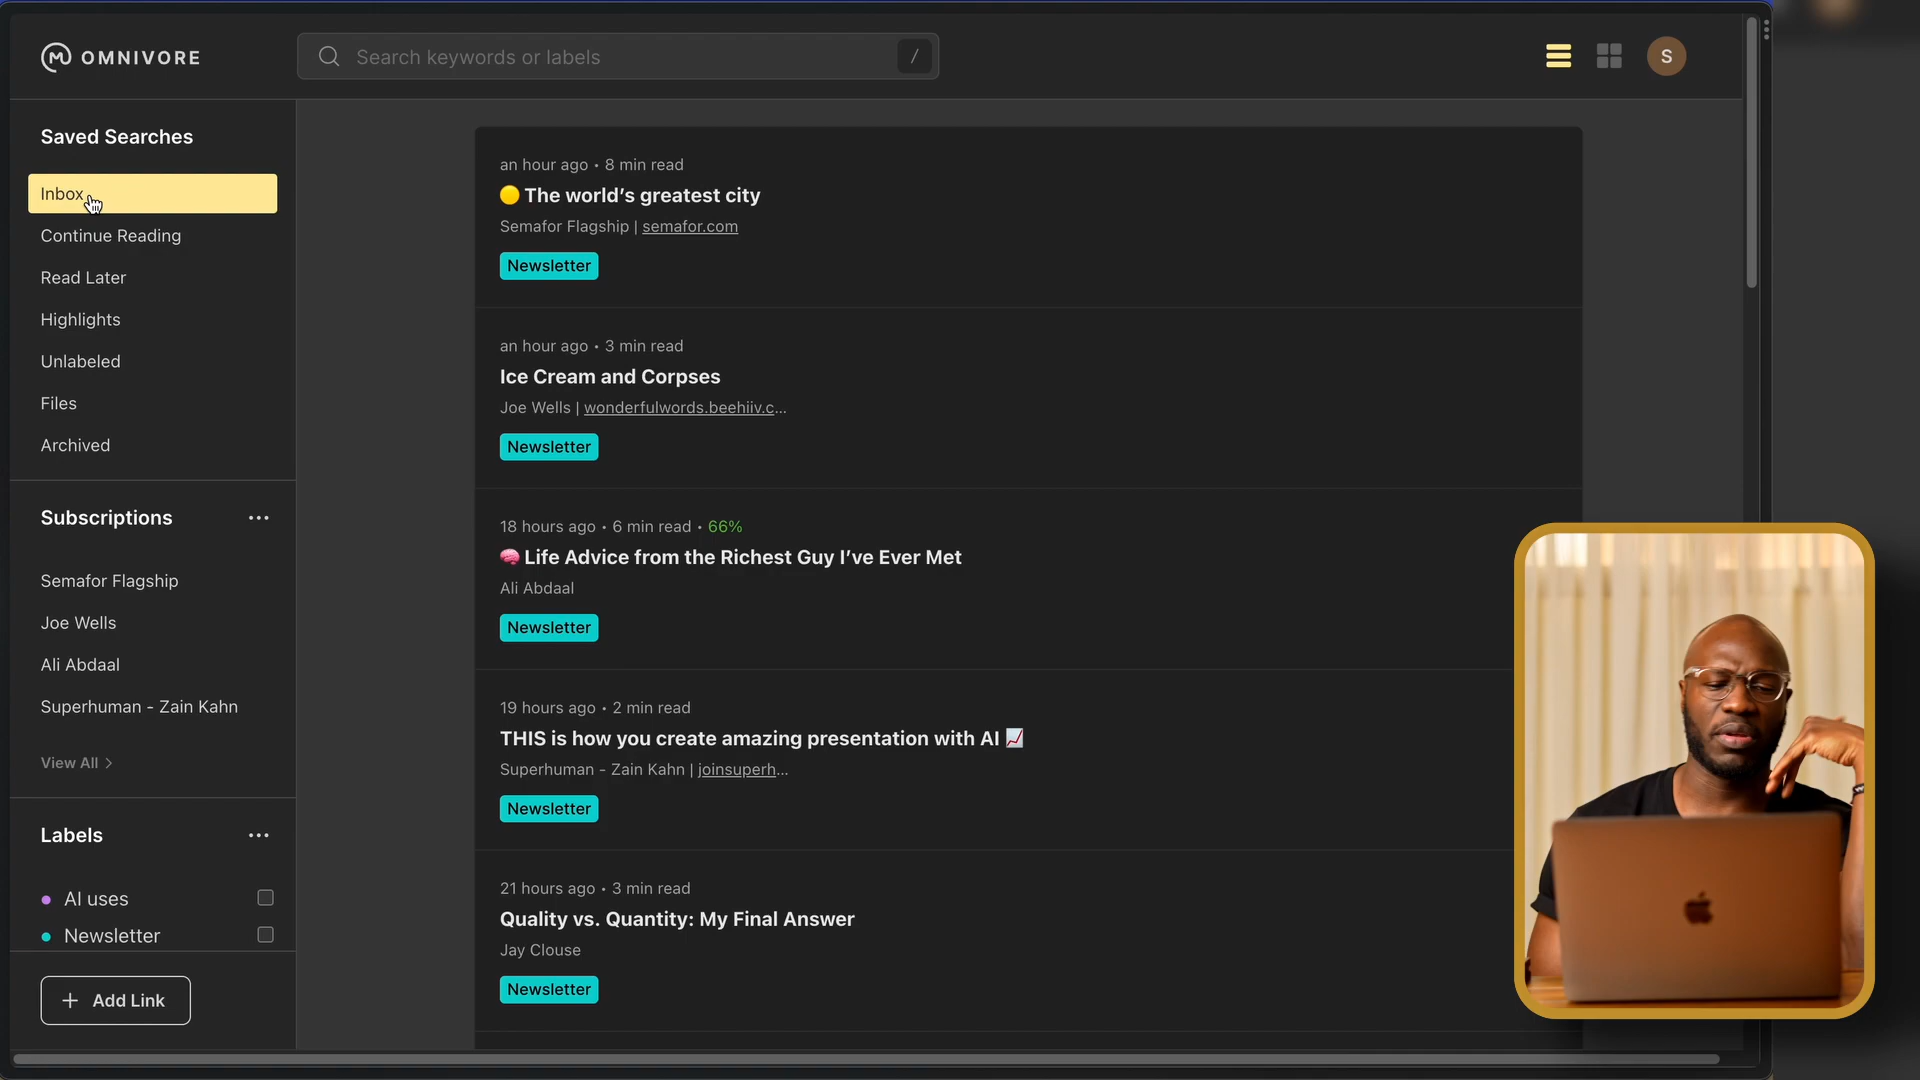 OMNIVORE
Search keywords or labels
/
S
Saved Searches
Inbox
Continue Reading
Read Later
Highlights
Unlabeled
Files
Archived
Subscriptions
Semafor Flagship
Joe Wells
Ali Abdaal
Superhuman - Zain Kahn
View All >
Labels
AI uses
Newsletter
+ Add Link
an hour ago • 8 min read
🟡 The world’s greatest city
Semafor Flagship | semafor.com
Newsletter
an hour ago • 3 min read
Ice Cream and Corpses
Joe Wells | wonderfulwords.beehiiv.c...
Newsletter
18 hours ago • 6 min read • 66%
🧠 Life Advice from the Richest Guy I’ve Ever Met
Ali Abdaal
Newsletter
19 hours ago • 2 min read
THIS is how you create amazing presentation with AI 📈
Superhuman - Zain Kahn | joinsuperh...
Newsletter
21 hours ago • 3 min read
Quality vs. Quantity: My Final Answer
Jay Clouse
Newsletter